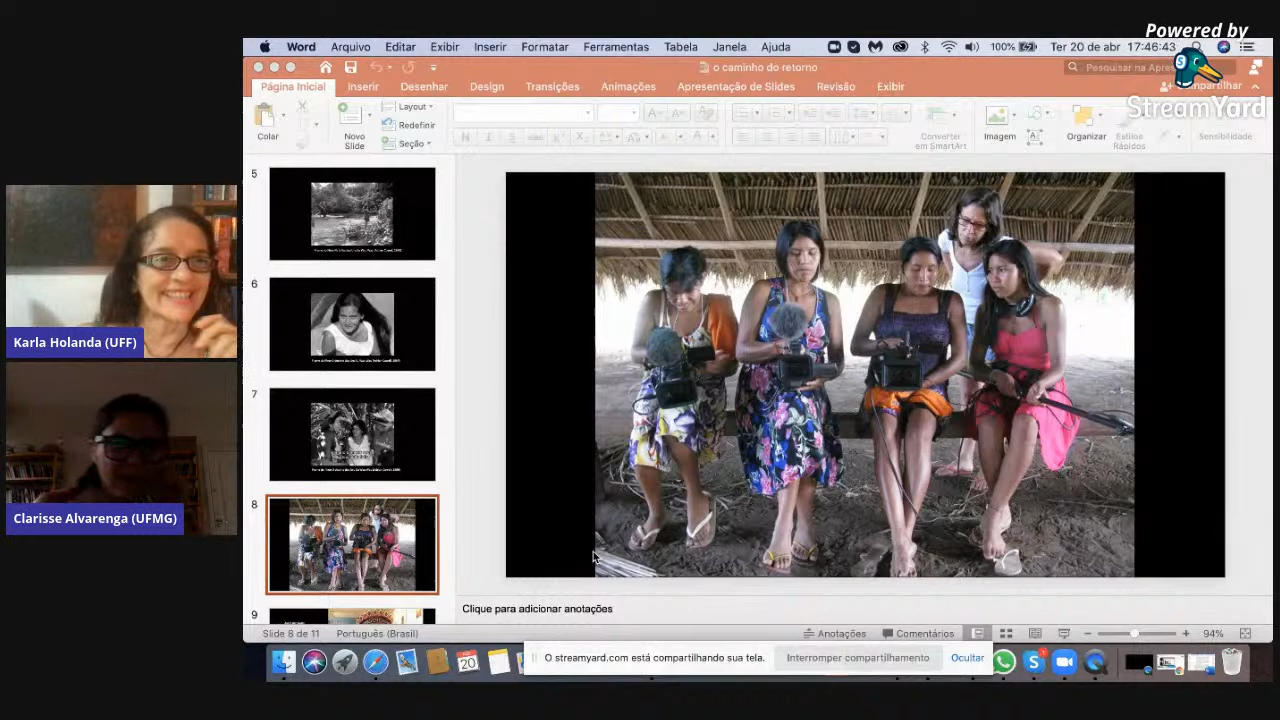 Powered by
StreamYard
Word Arquivo Editar Exibir Inserir Formatar Ferramentas Tabela Janela Ajuda 100% Ter 20 de abr 17:46:43
o caminho do retorno
Pesquisar na Apre
Página Inicial Inserir Desenhar Design Transições Animações Apresentação de Slides Revisão Exibir
Colar
Novo
Slide
Layout
Redefinir
Seção
Converter
em SmartArt
Imagem
Organizar
Estilos
Rápidos
Sensibilidade
5
6
7
8
9
Karla Holanda (UFF)
Clarisse Alvarenga (UFMG)
Clique para adicionar anotações
Slide 8 de 11 Português (Brasil) Anotações Comentários 94%
O streamyard.com está compartilhando sua tela. Interromper compartilhamento Ocultar
20